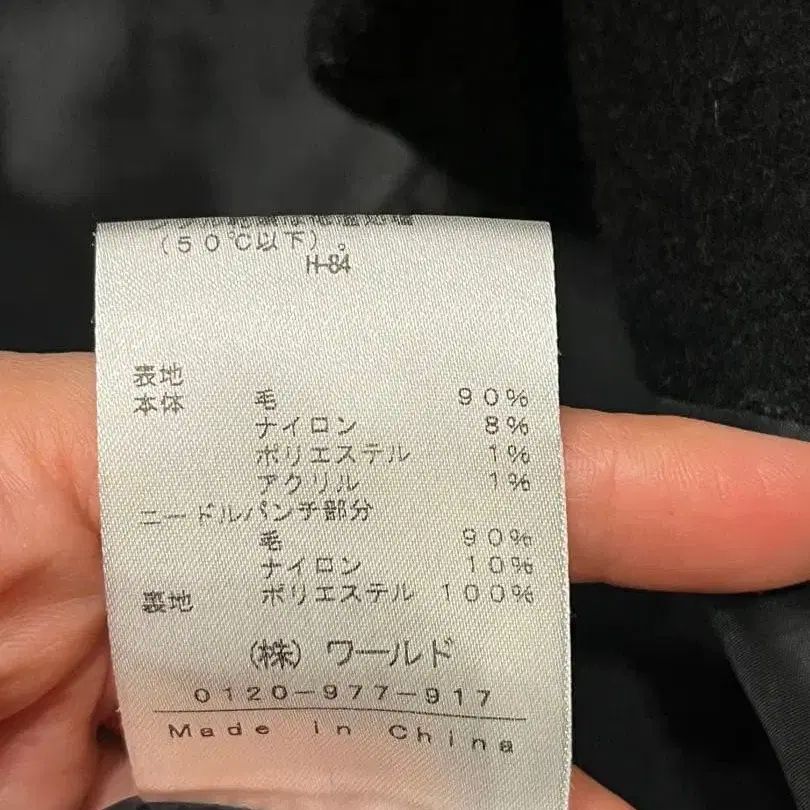 （５０℃以下）。
H-84
表地
本体 毛 ９０％
ナイロン ８％
ポリエステル １％
アクリル １％
ニードルパンチ部分
毛 ９０％
ナイロン １０％
裏地 ポリエステル １００％
（株）ワールド
０１２０－９７７－９１７
Ｍａｄｅ ｉｎ Ｃｈｉｎａ